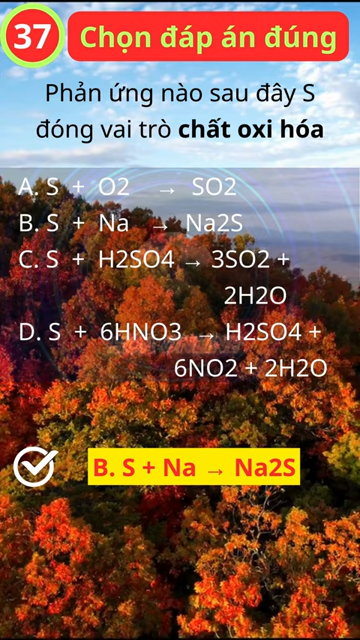 37
Chọn đáp án đúng
Phản ứng nào sau đây S
đóng vai trò chất oxi hóa
A. S + O2 → SO2
B. S + Na → Na2S
C. S + H2SO4 → 3SO2 +
2H2O
D. S + 6HNO3 → H2SO4 +
6NO2 + 2H2O
B. S + Na → Na2S